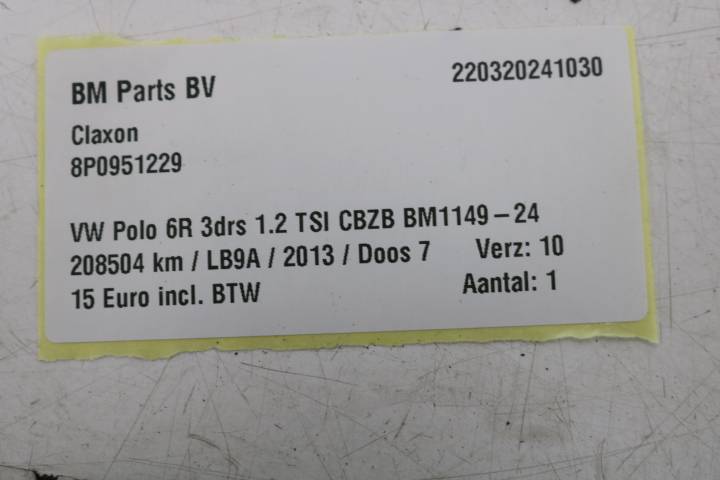 BM Parts BV 220320241030
Claxon
8P0951229
VW Polo 6R 3drs 1.2 TSI CBZB BM1149-24
208504 km / LB9A / 2013 / Doos 7 Verz: 10
15 Euro incl. BTW Aantal: 1